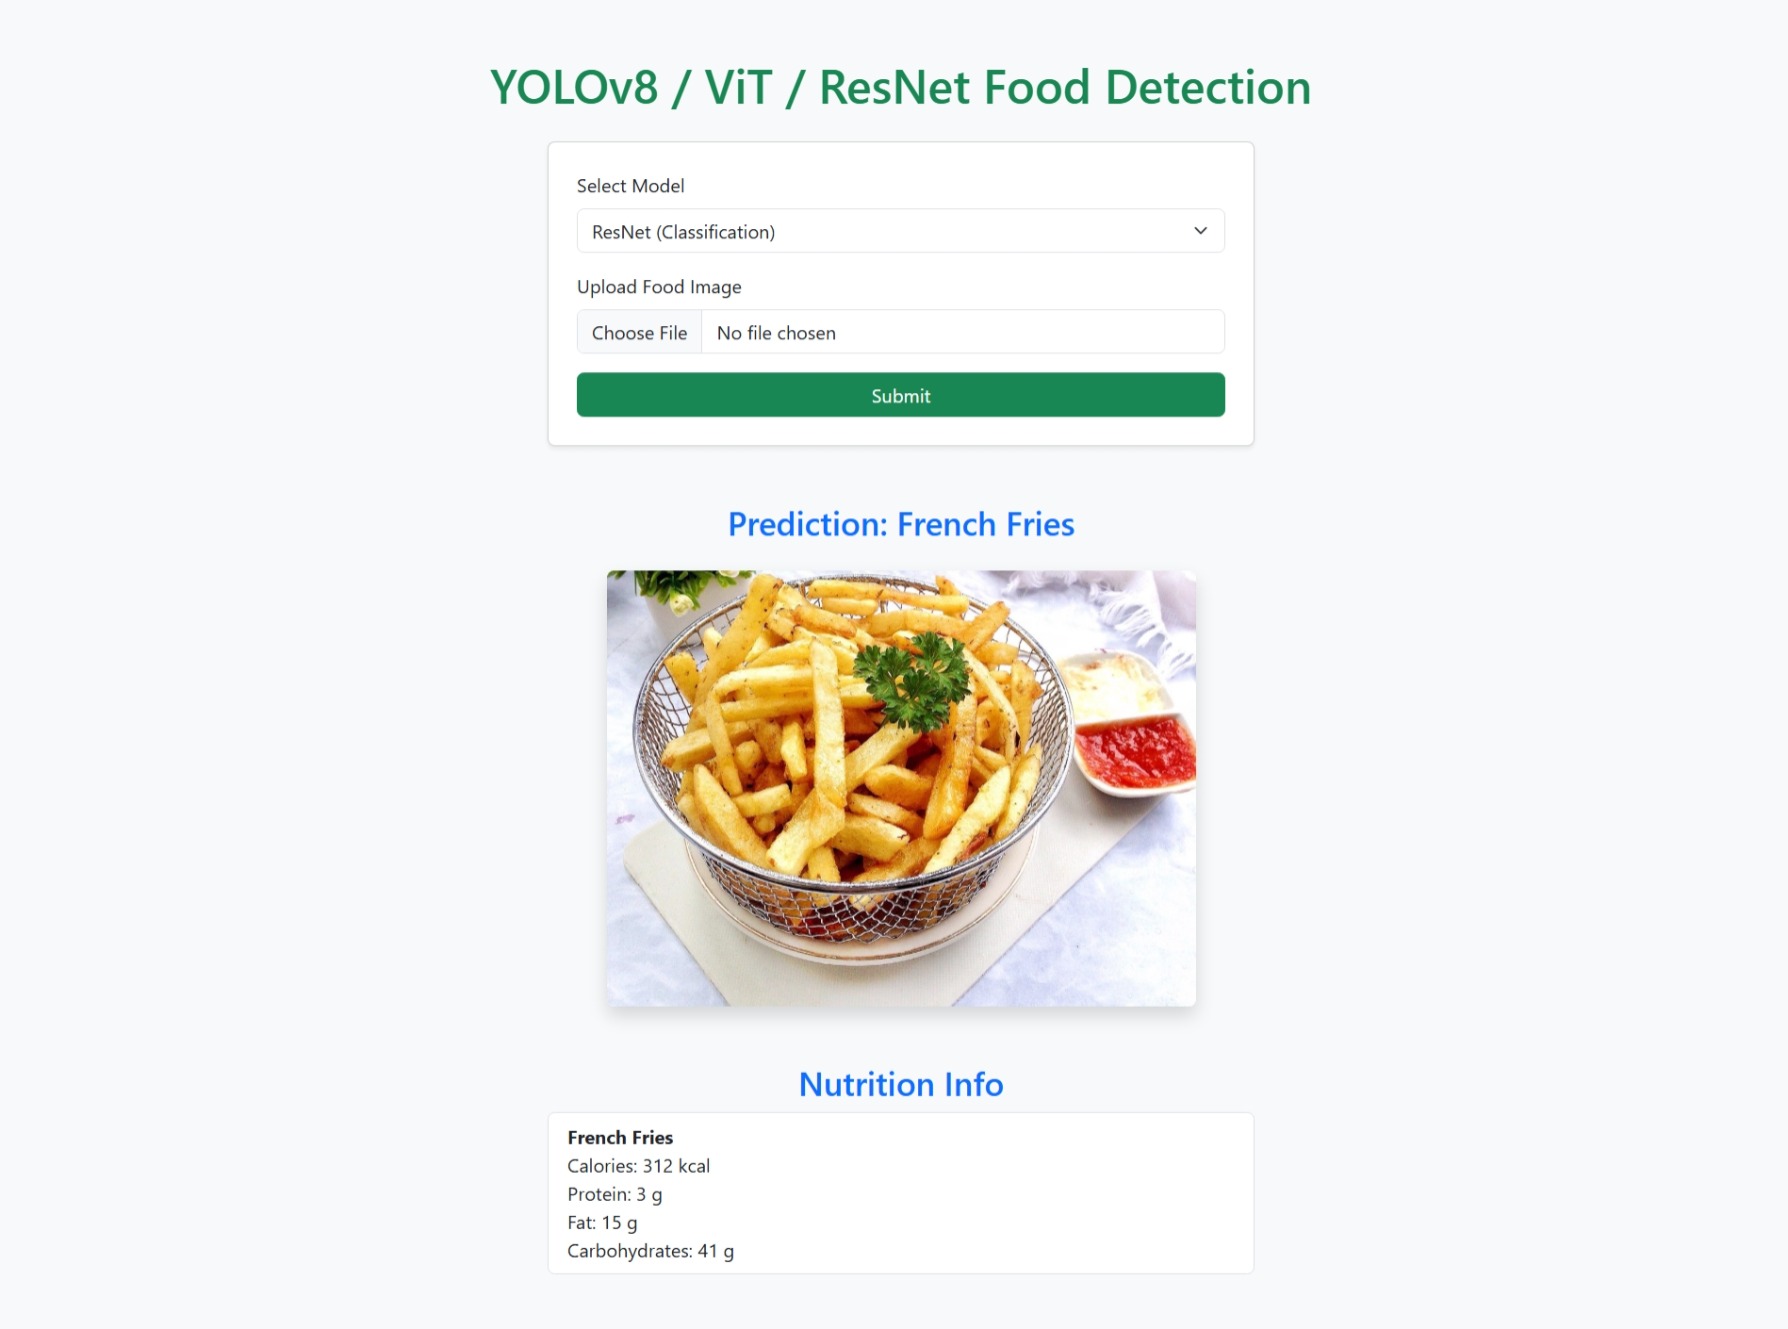 YOLOv8 / ViT / ResNet Food Detection
Select Model
ResNet (Classification)
Upload Food Image
Choose File No file chosen
Submit
Prediction: French Fries
Nutrition Info
French Fries
Calories: 312 kcal
Protein: 3 g
Fat: 15 g
Carbohydrates: 41 g